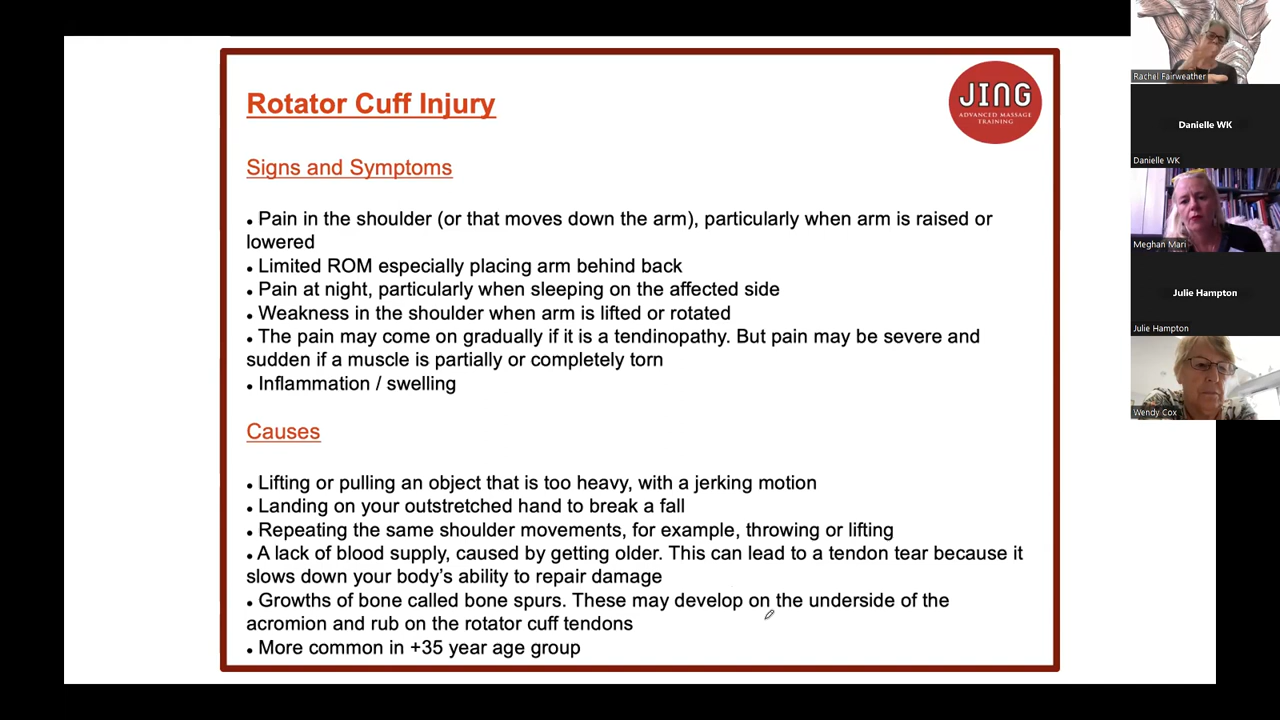 Rotator Cuff Injury
JING
ADVANCED MASSAGE
TRAINING
Signs and Symptoms
• Pain in the shoulder (or that moves down the arm), particularly when arm is raised or
lowered
• Limited ROM especially placing arm behind back
• Pain at night, particularly when sleeping on the affected side
• Weakness in the shoulder when arm is lifted or rotated
• The pain may come on gradually if it is a tendinopathy. But pain may be severe and
sudden if a muscle is partially or completely torn
• Inflammation / swelling
Causes
• Lifting or pulling an object that is too heavy, with a jerking motion
• Landing on your outstretched hand to break a fall
• Repeating the same shoulder movements, for example, throwing or lifting
• A lack of blood supply, caused by getting older. This can lead to a tendon tear because it
slows down your body's ability to repair damage
• Growths of bone called bone spurs. These may develop on the underside of the
acromion and rub on the rotator cuff tendons
• More common in +35 year age group
Rachel Fairweather
Danielle WK
Danielle WK
Meghan Mari
Julie Hampton
Julie Hampton
Wendy Cox